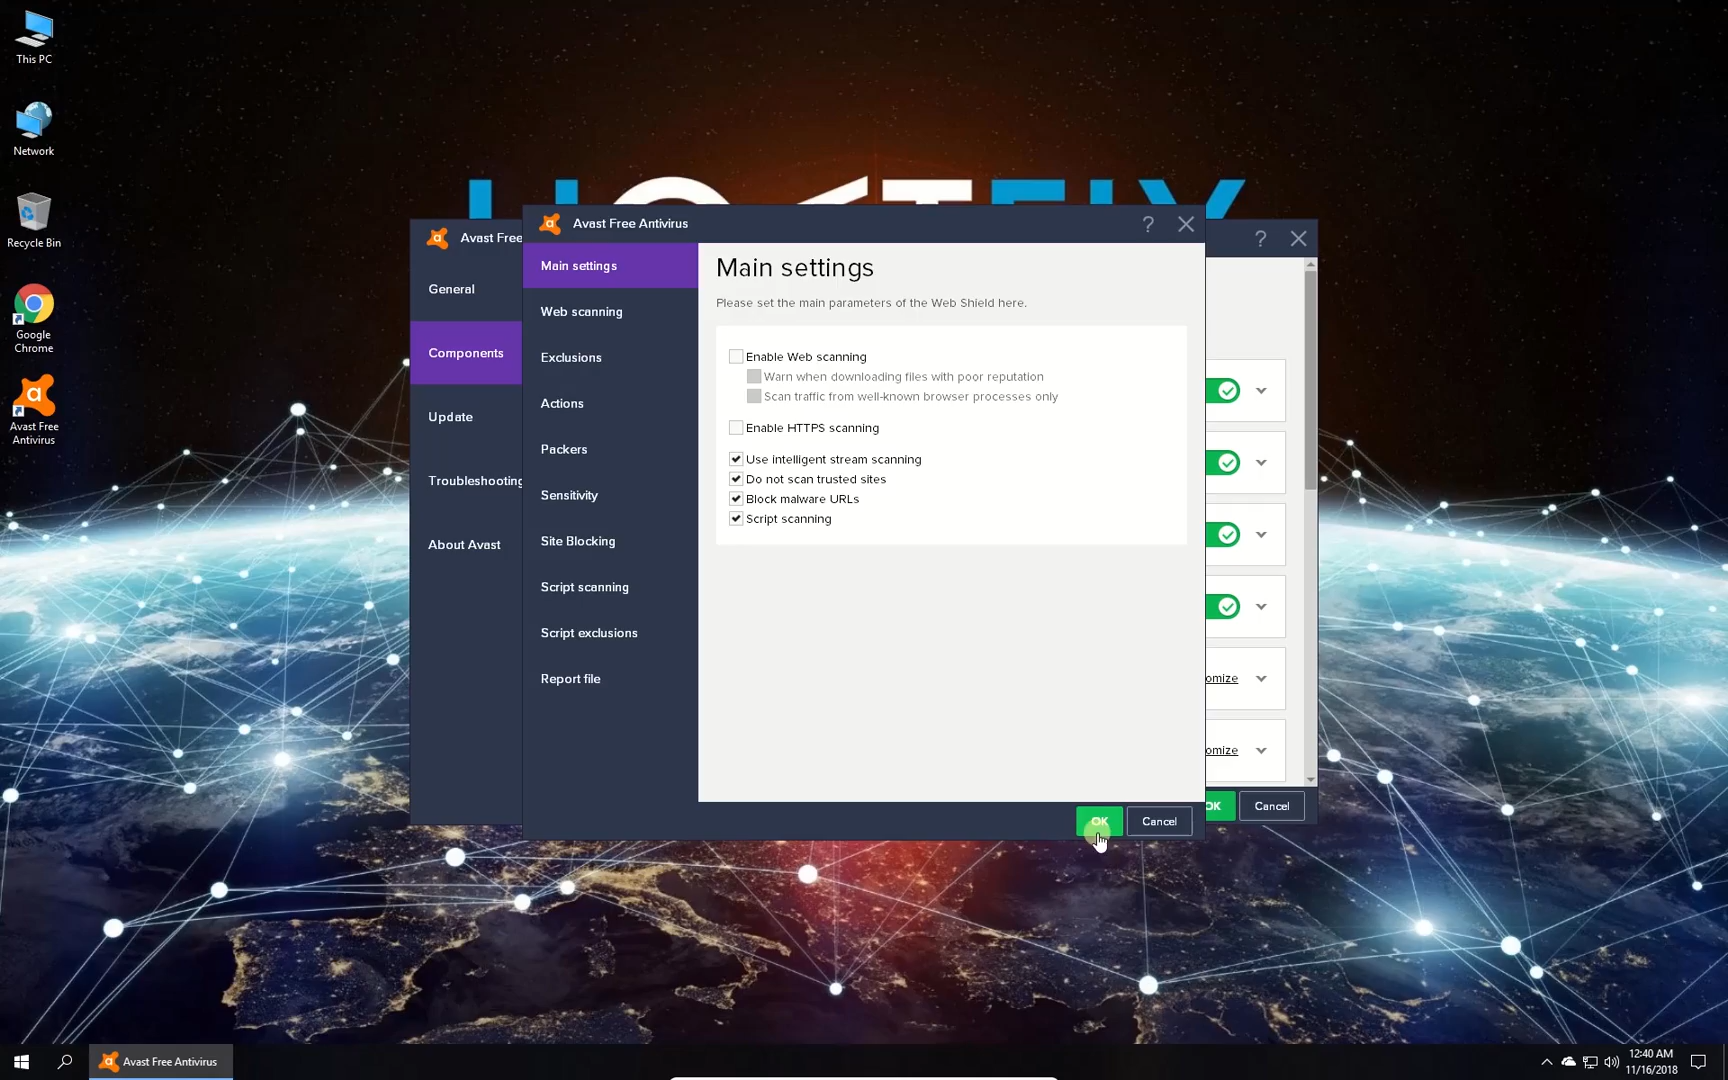 This PC
Network
Recycle Bin
Google
Chrome
Avast Free
Antivirus
Avast Free
General
Components
Update
Troubleshooting
About Avast
Avast Free Antivirus
?
Main settings
Web scanning
Exclusions
Actions
Packers
Sensitivity
Site Blocking
Script scanning
Script exclusions
Report file
Main settings
Please set the main parameters of the Web Shield here.
Enable Web scanning
Warn when downloading files with poor reputation
Scan traffic from well-known browser processes only
Enable HTTPS scanning
Use intelligent stream scanning
Do not scan trusted sites
Block malware URLs
Script scanning
OK
Cancel
?
omize
omize
OK
Cancel
Avast Free Antivirus
12:40 AM
11/16/2018